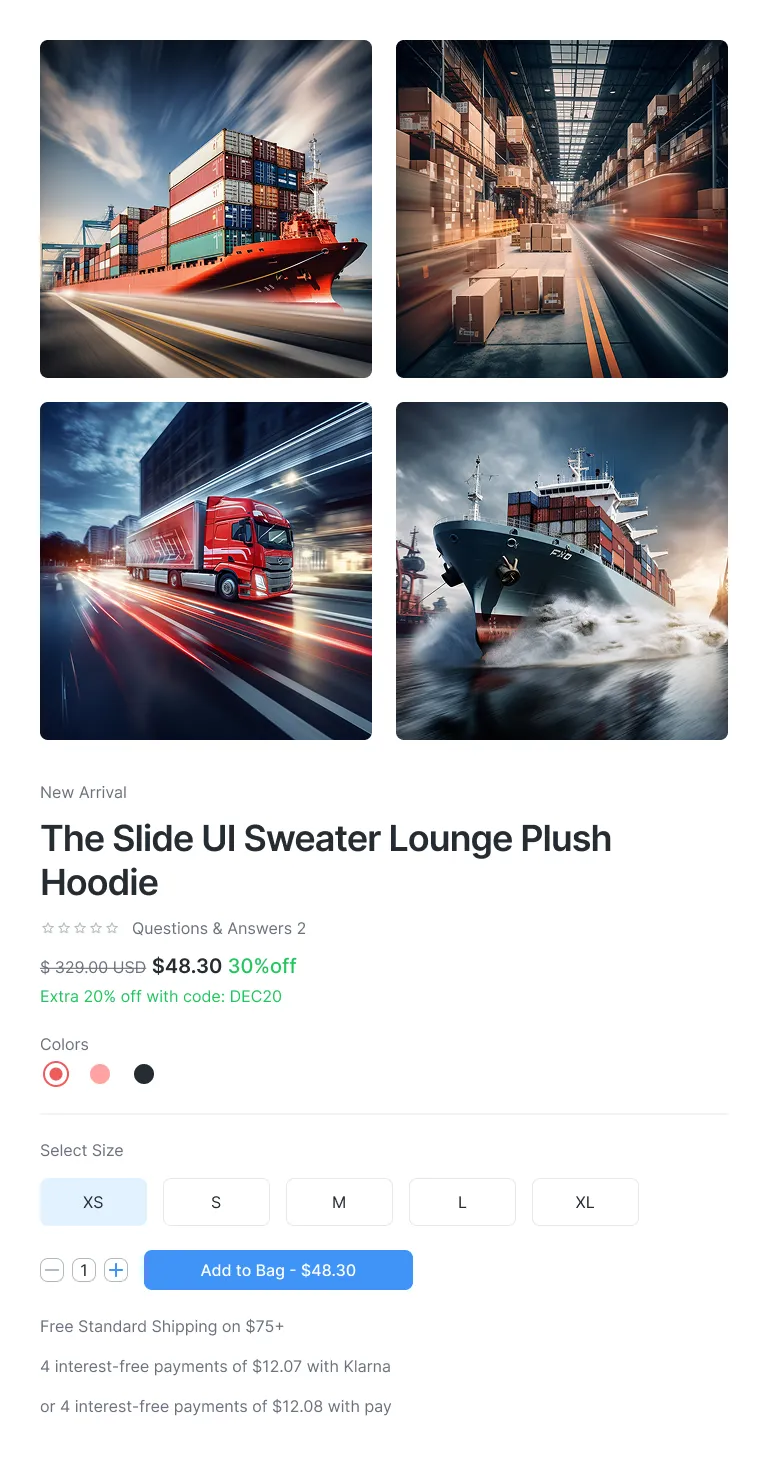 FNO
New Arrival
The Slide UI Sweater Lounge Plush
Hoodie
Questions & Answers 2
$ 329.00 USD $48.30 30%off
Extra 20% off with code: DEC20
Colors
Select Size
XS S M L XL
1 Add to Bag - $48.30
Free Standard Shipping on $75+
4 interest-free payments of $12.07 with Klarna
or 4 interest-free payments of $12.08 with pay